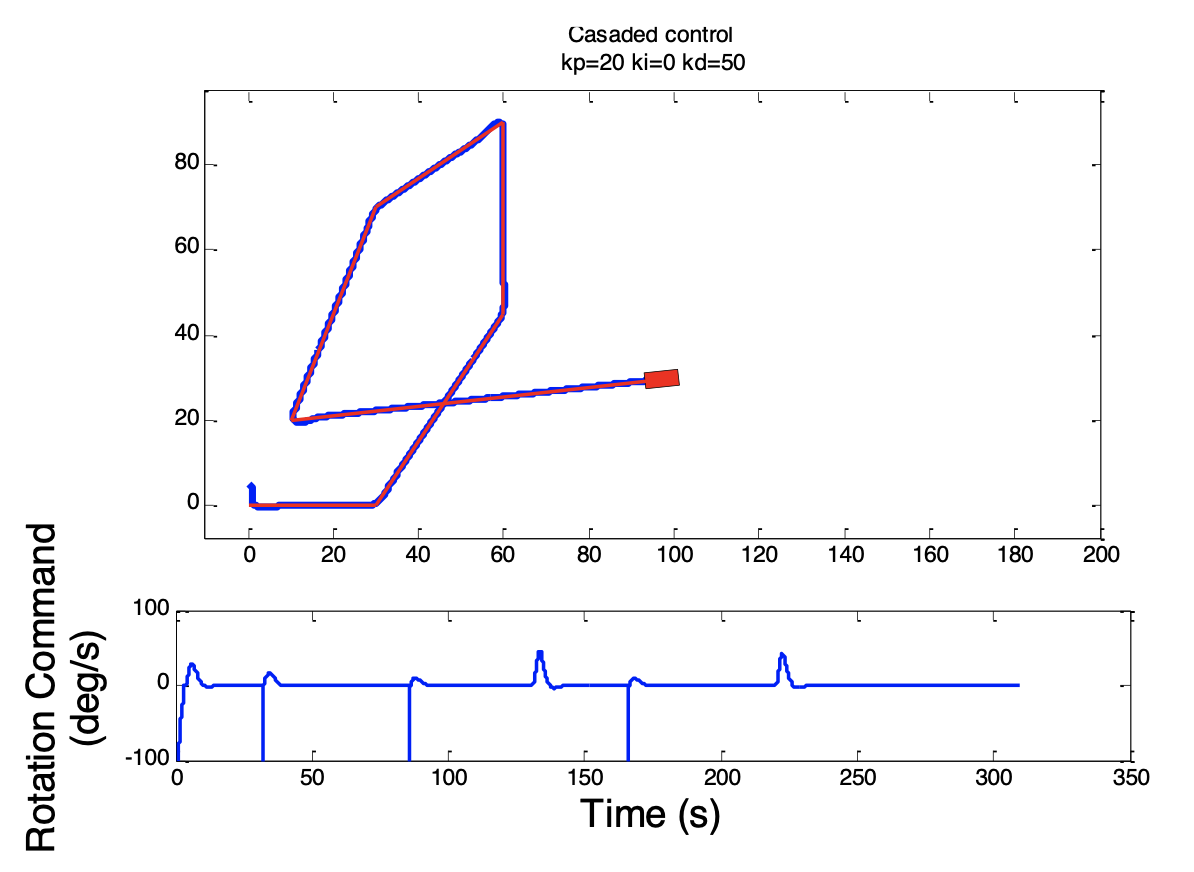 Casaded control
kp=20 ki=0 kd=50
80
60
40
20
0
0 20 40 60 80 100 120 140 160 180 200
Rotation Command
(deg/s)
100
0
-100
0 50 100 150 200 250 300 350
Time (s)